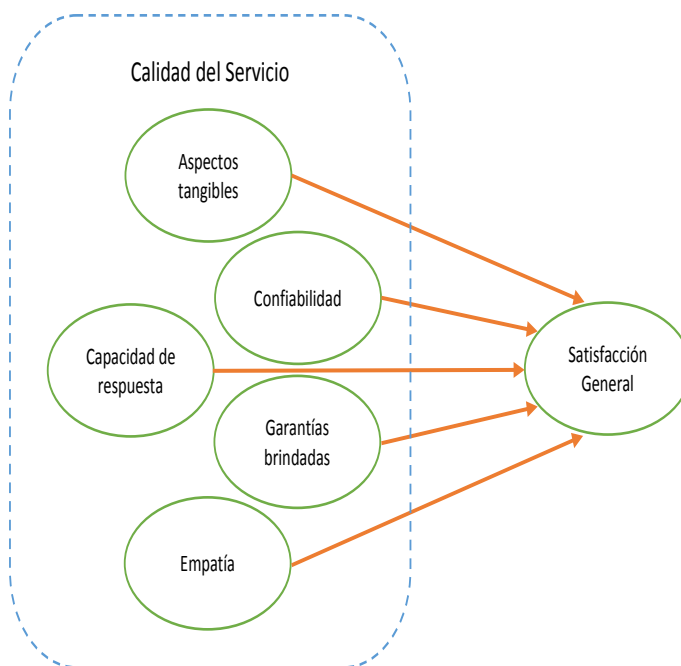 Calidad del Servicio
Aspectos
tangibles
Confiabilidad
Capacidad de
respuesta
Satisfacción
General
Garantías
brindadas
Empatía